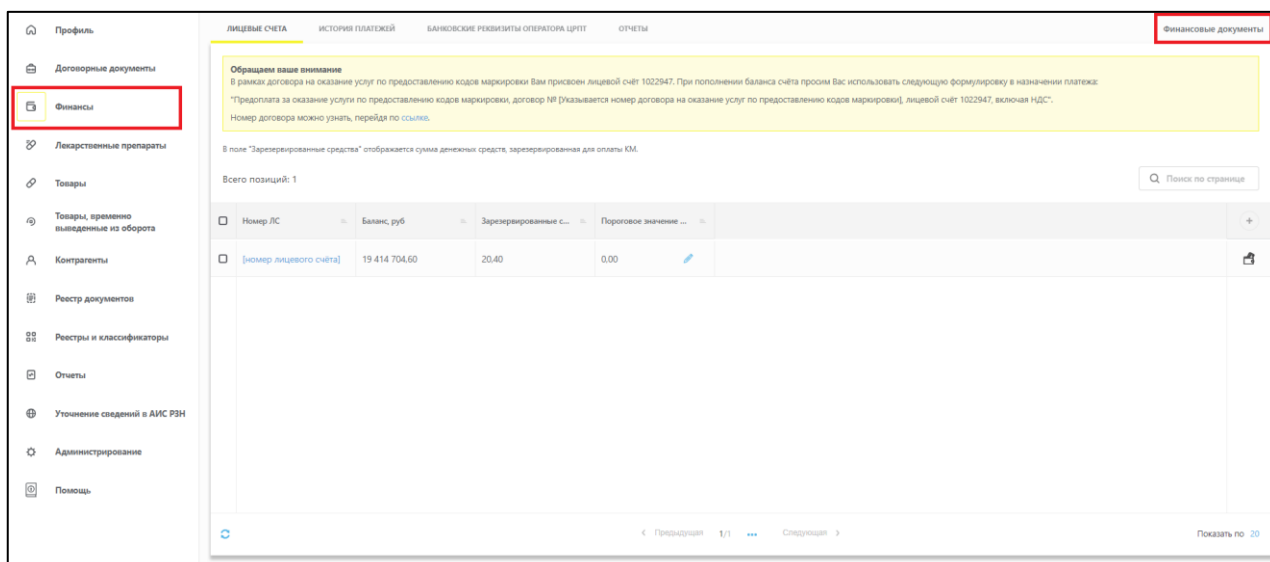 Профиль
Договорные документы
Финансы
Лекарственные препараты
Товары
Товары, временно
выведенные из оборота
Контрагенты
Реестр документов
Реестры и классификаторы
Отчеты
Уточнение сведений в АИС РЗН
Администрирование
Помощь
ЛИЦЕВЫЕ СЧЕТА ИСТОРИЯ ПЛАТЕЖЕЙ БАНКОВСКИЕ РЕКВИЗИТЫ ОПЕРАТОРА ЦРПТ ОТЧЕТЫ Финансовые документы
Обращаем ваше внимание
В рамках договора на оказание услуг по предоставлению кодов маркировки Вам присвоен лицевой счёт 1022947. При пополнении баланса счёта просим Вас использовать следующую формулировку в назначении платежа:
"Предоплата за оказание услуги по предоставлению кодов маркировки, договор № [Указывается номер договора на оказание услуг по предоставлению кодов маркировки], лицевой счёт 1022947, включая НДС".
Номер договора можно узнать, перейдя по ссылке.
В поле "Зарезервированные средства" отображается сумма денежных средств, зарезервированная для оплаты КМ.
Всего позиций: 1 Поиск по странице
Номер ЛС Баланс, руб Зарезервированные с... Пороговое значение ...
[номер лицевого счёта] 19 414 704,60 20,40 0,00
Предыдущая 1/1 ... Следующая Показать по 20